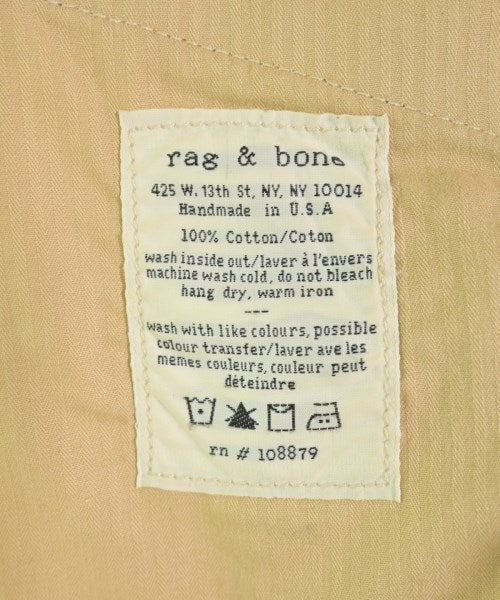 rag & bone
425 W. 13th St, NY, NY 10014
Handmade in U.S.A
100% Cotton/Coton
wash inside out/laver à l'envers
machine wash cold, do not bleach
hang dry, warm iron
---
wash with like colours, possible
colour transfer/laver ave les
memes couleurs, couleur peut
déteindre
rn # 108879